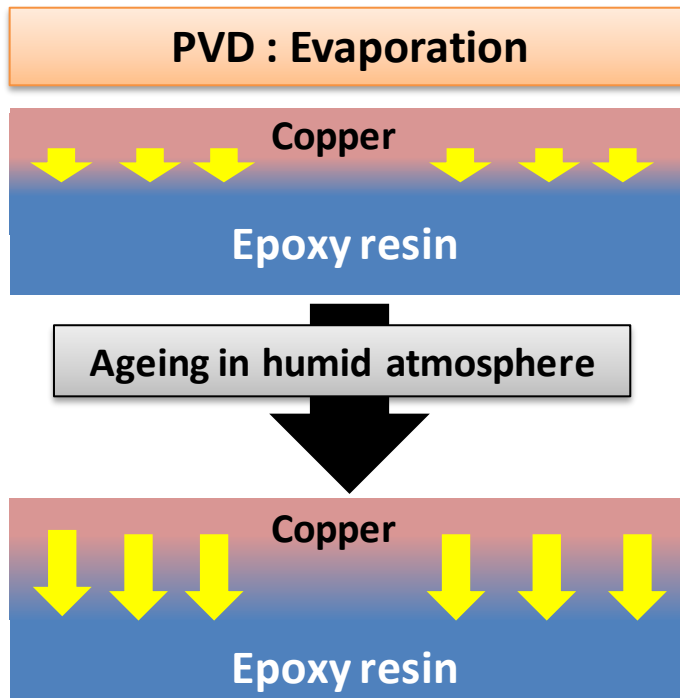 PVD : Evaporation
Copper
Epoxy resin
Ageing in humid atmosphere
Copper
Epoxy resin